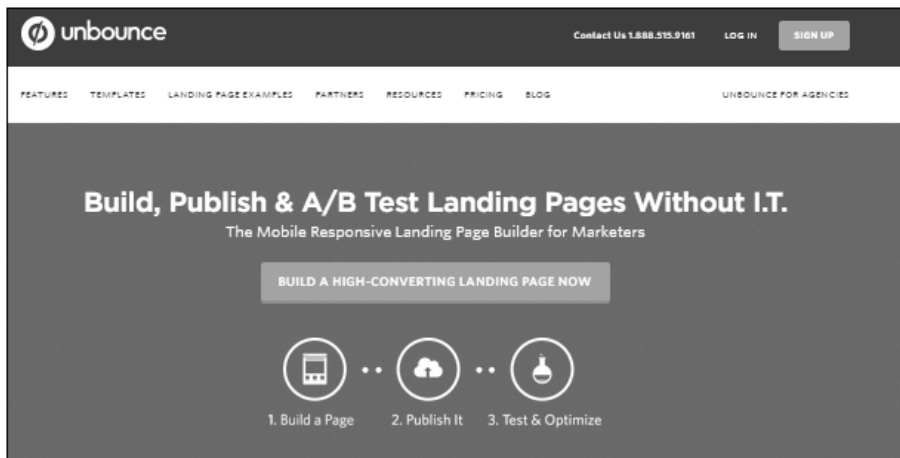 unbounce
Contact Us 1.888.515.9161 LOG IN SIGN UP
FEATURES TEMPLATES LANDING PAGE EXAMPLES PARTNERS RESOURCES PRICING BLOG UNBOUNCE FOR AGENCIES
Build, Publish & A/B Test Landing Pages Without I.T.
The Mobile Responsive Landing Page Builder for Marketers
BUILD A HIGH-CONVERTING LANDING PAGE NOW
1. Build a Page 2. Publish It 3. Test & Optimize